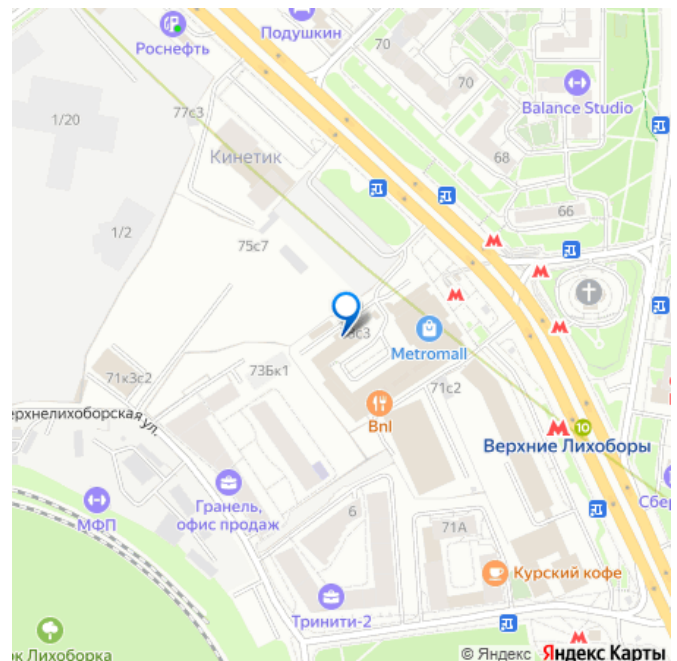 Роснефть
Подушкин
70
70
Balance Studio
77с3
1/20
Кинетик
68
66
1/2
75с7
Metromall
73Бк1
71к3с2
71с2
Bnl
10
Верхние Лихоборы
ул.
Гранель,
офис продаж
МФП
6
71А
Курский кофе
Тринити-2
Лихоборка
© Яндекс Яндекс Карты